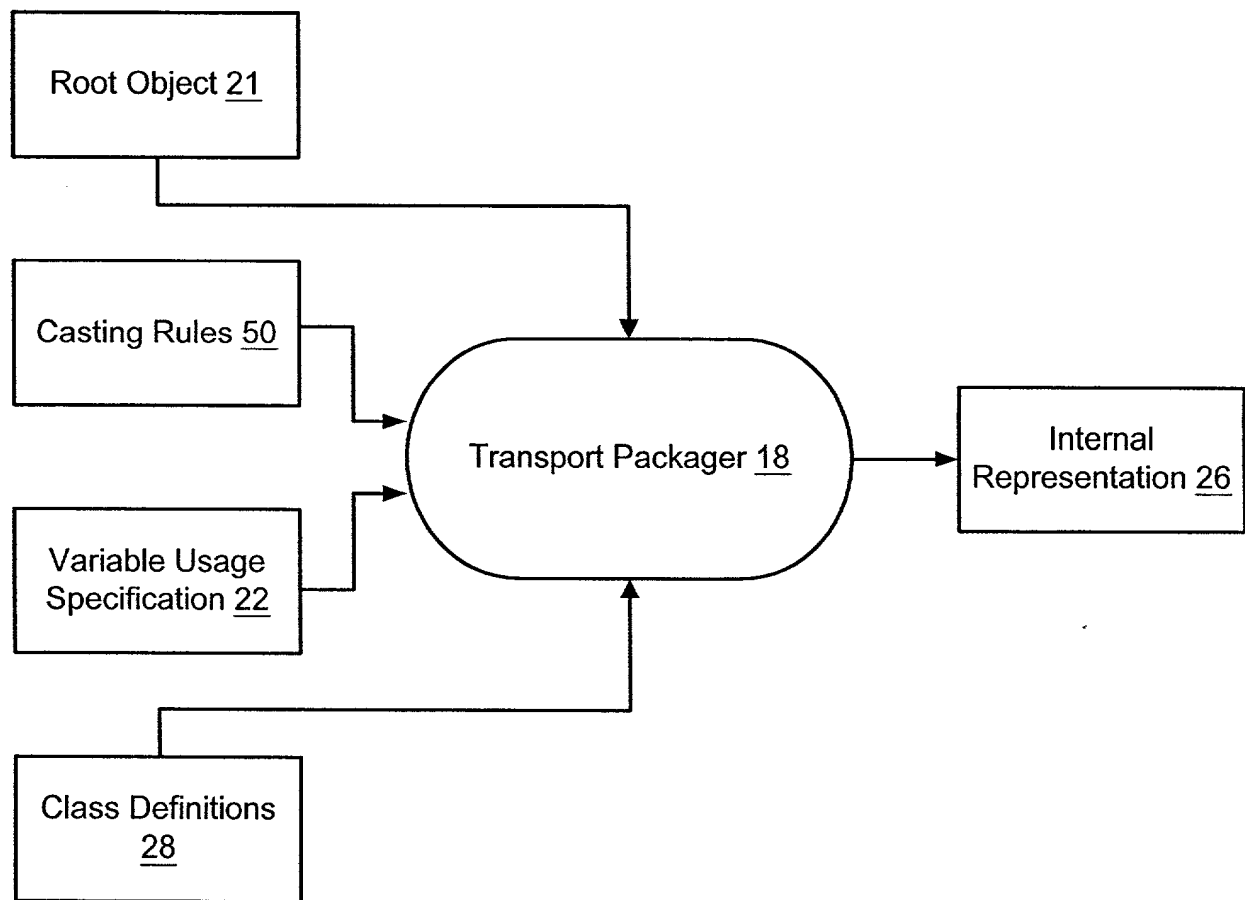 Root Object 21
Casting Rules 50
Transport Packager 18
Internal
Representation 26
Variable Usage
Specification 22
Class Definitions
28